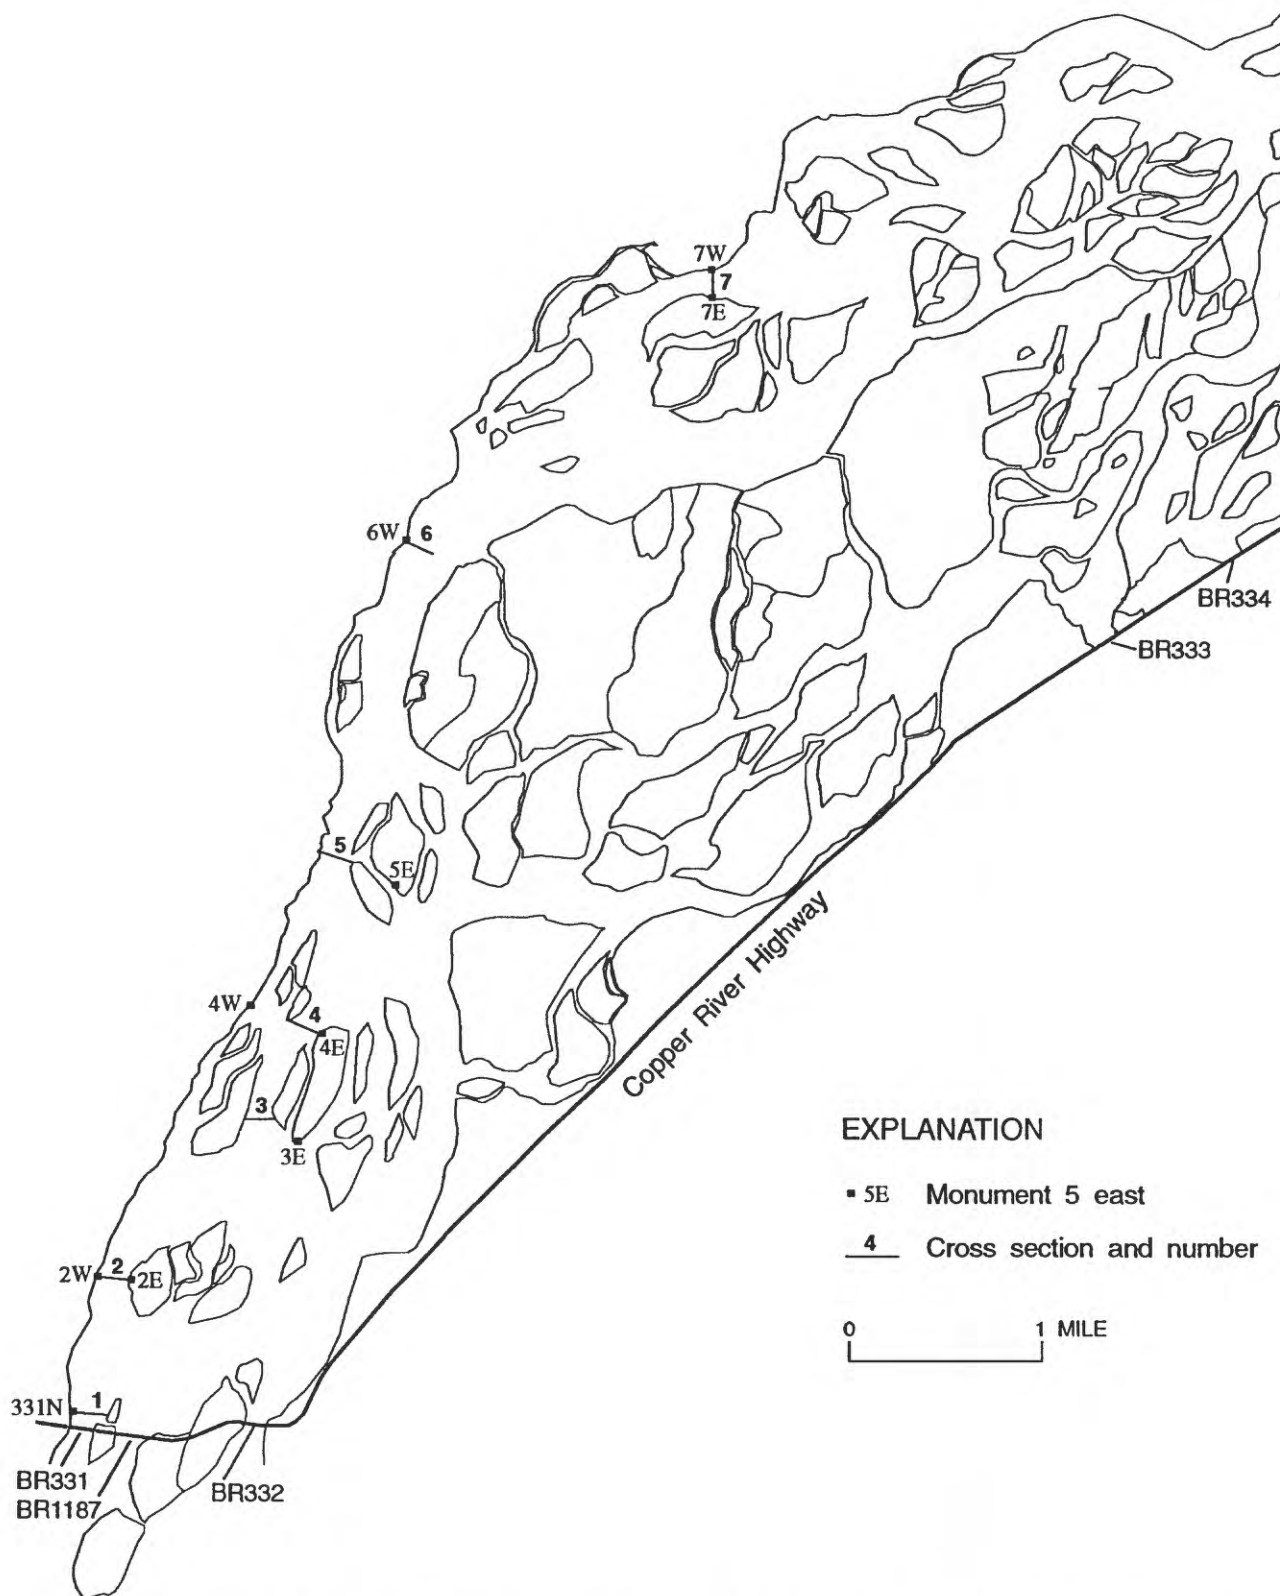 7W
7
7E
6W
6
BR334
BR333
5
5E
Copper River Highway
4W
4
4E
3
3E
EXPLANATION
5E Monument 5 east
4 Cross section and number
2W
2
2E
0 1 MILE
331N
1
BR331
BR1187
BR332